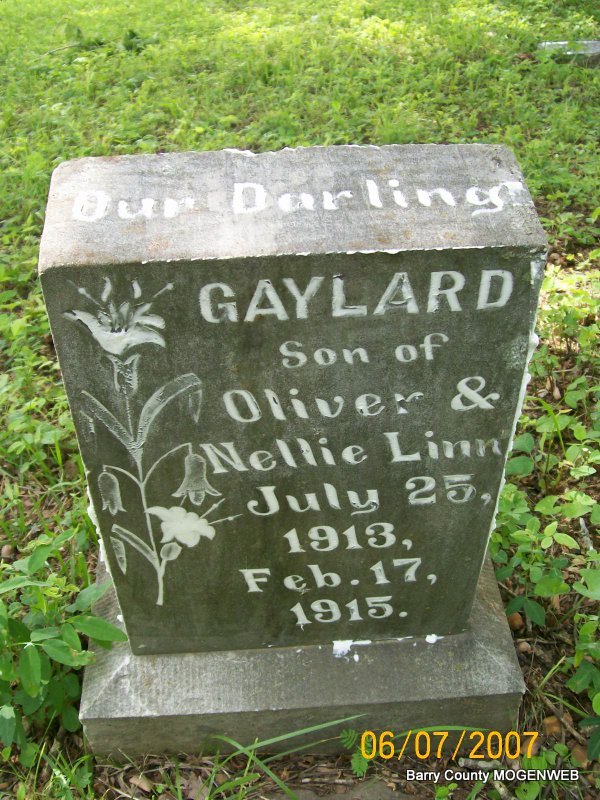 Our Darling
GAYLARD
Son of
Oliver &
Nellie Linn
July 25,
1913,
Feb. 17,
1915.
06/07/2007
Barry County MOGENWEB